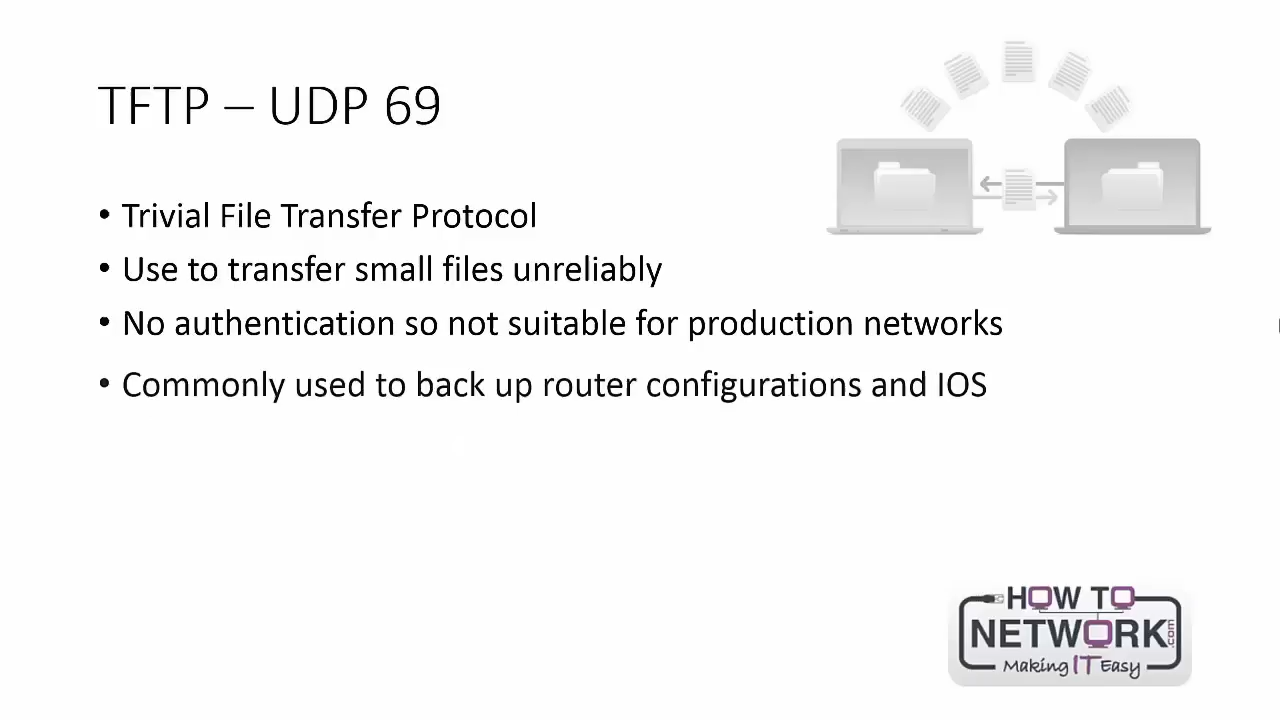 TFTP – UDP 69
• Trivial File Transfer Protocol
• Use to transfer small files unreliably
• No authentication so not suitable for production networks
• Commonly used to back up router configurations and IOS
HOW TO
NETWORK.com
Making IT Easy